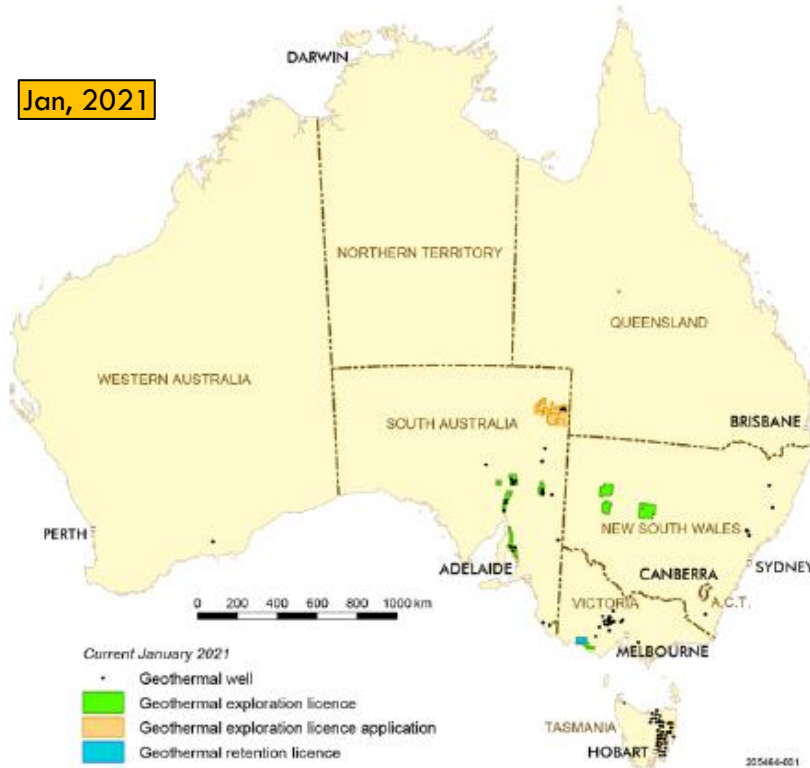 DARWIN
Jan, 2021
NORTHERN TERRITORY
QUEENSLAND
WESTERN AUSTRALIA
SOUTH AUSTRALIA
BRISBANE
PERTH
NEW SOUTH WALES
ADELAIDE
CANBERRA
SYDNEY
A.C.T.
VICTORIA
0 200 400 600 800 1000 km
MELBOURNE
Current January 2021
Geothermal well
Geothermal exploration licence
Geothermal exploration licence application
Geothermal retention licence
TASMANIA
HOBART
205464-001